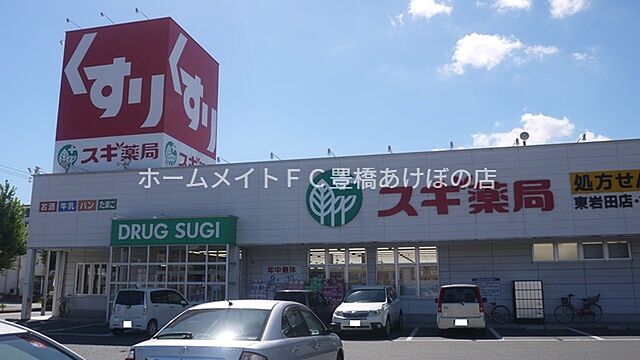 くすり
くすり
スギ薬局
お酒 牛乳 パン たまご
ホームメイトFC豊橋あけぼの店
DRUG SUGI
スギ薬局
処方せん
東岩田店
年中無休